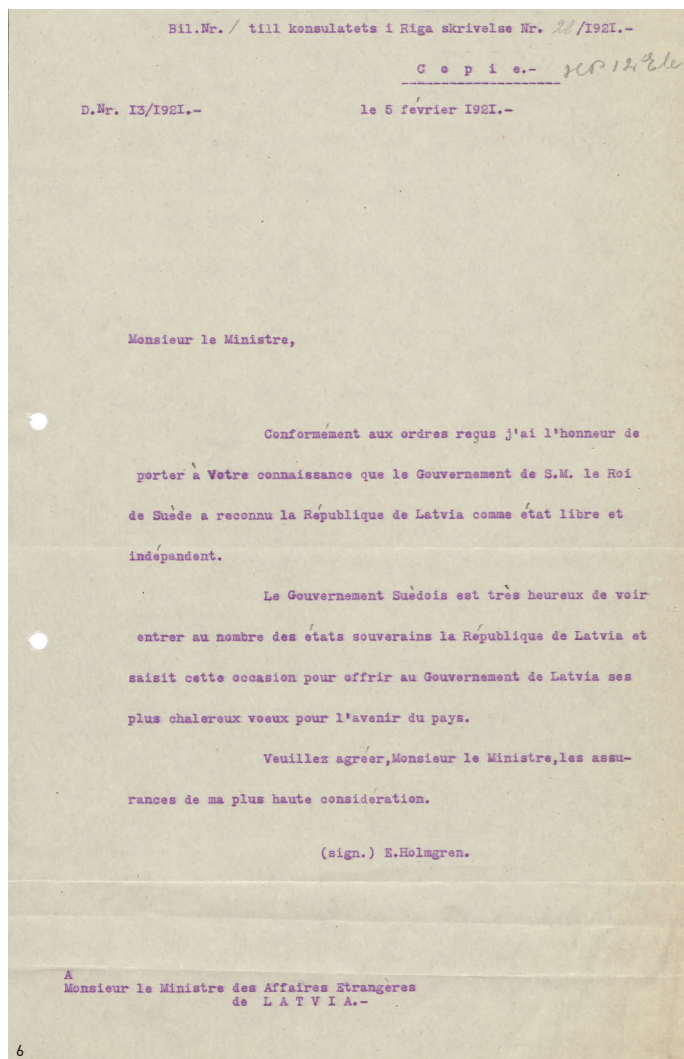 Bil.Nr. / till konsulatets i Riga skrivelse Nr. 28/1921.-
C o p i e.-
D.Nr. I3/I92I.-
le 5 février I92I.-
Monsieur le Ministre,
Conformément aux ordres reçus j'ai l'honneur de
porter à Votre connaissance que le Gouvernement de S.M. le Roi
de Suède a reconnu la République de Latvia comme état libre et
indépandent.
Le Gouvernement Suèdois est très heureux de voir
entrer au nombre des états souverains la République de Latvia et
saisit cette occasion pour offrir au Gouvernement de Latvia ses
plus chalereux voeux pour l'avenir du pays.
Veuillez agréer,Monsieur le Ministre,les assu-
rances de ma plus haute considération.
(sign.) E.Holmgren.
A
Monsieur le Ministre des Affaires Etrangères
de L A T V I A.-
6